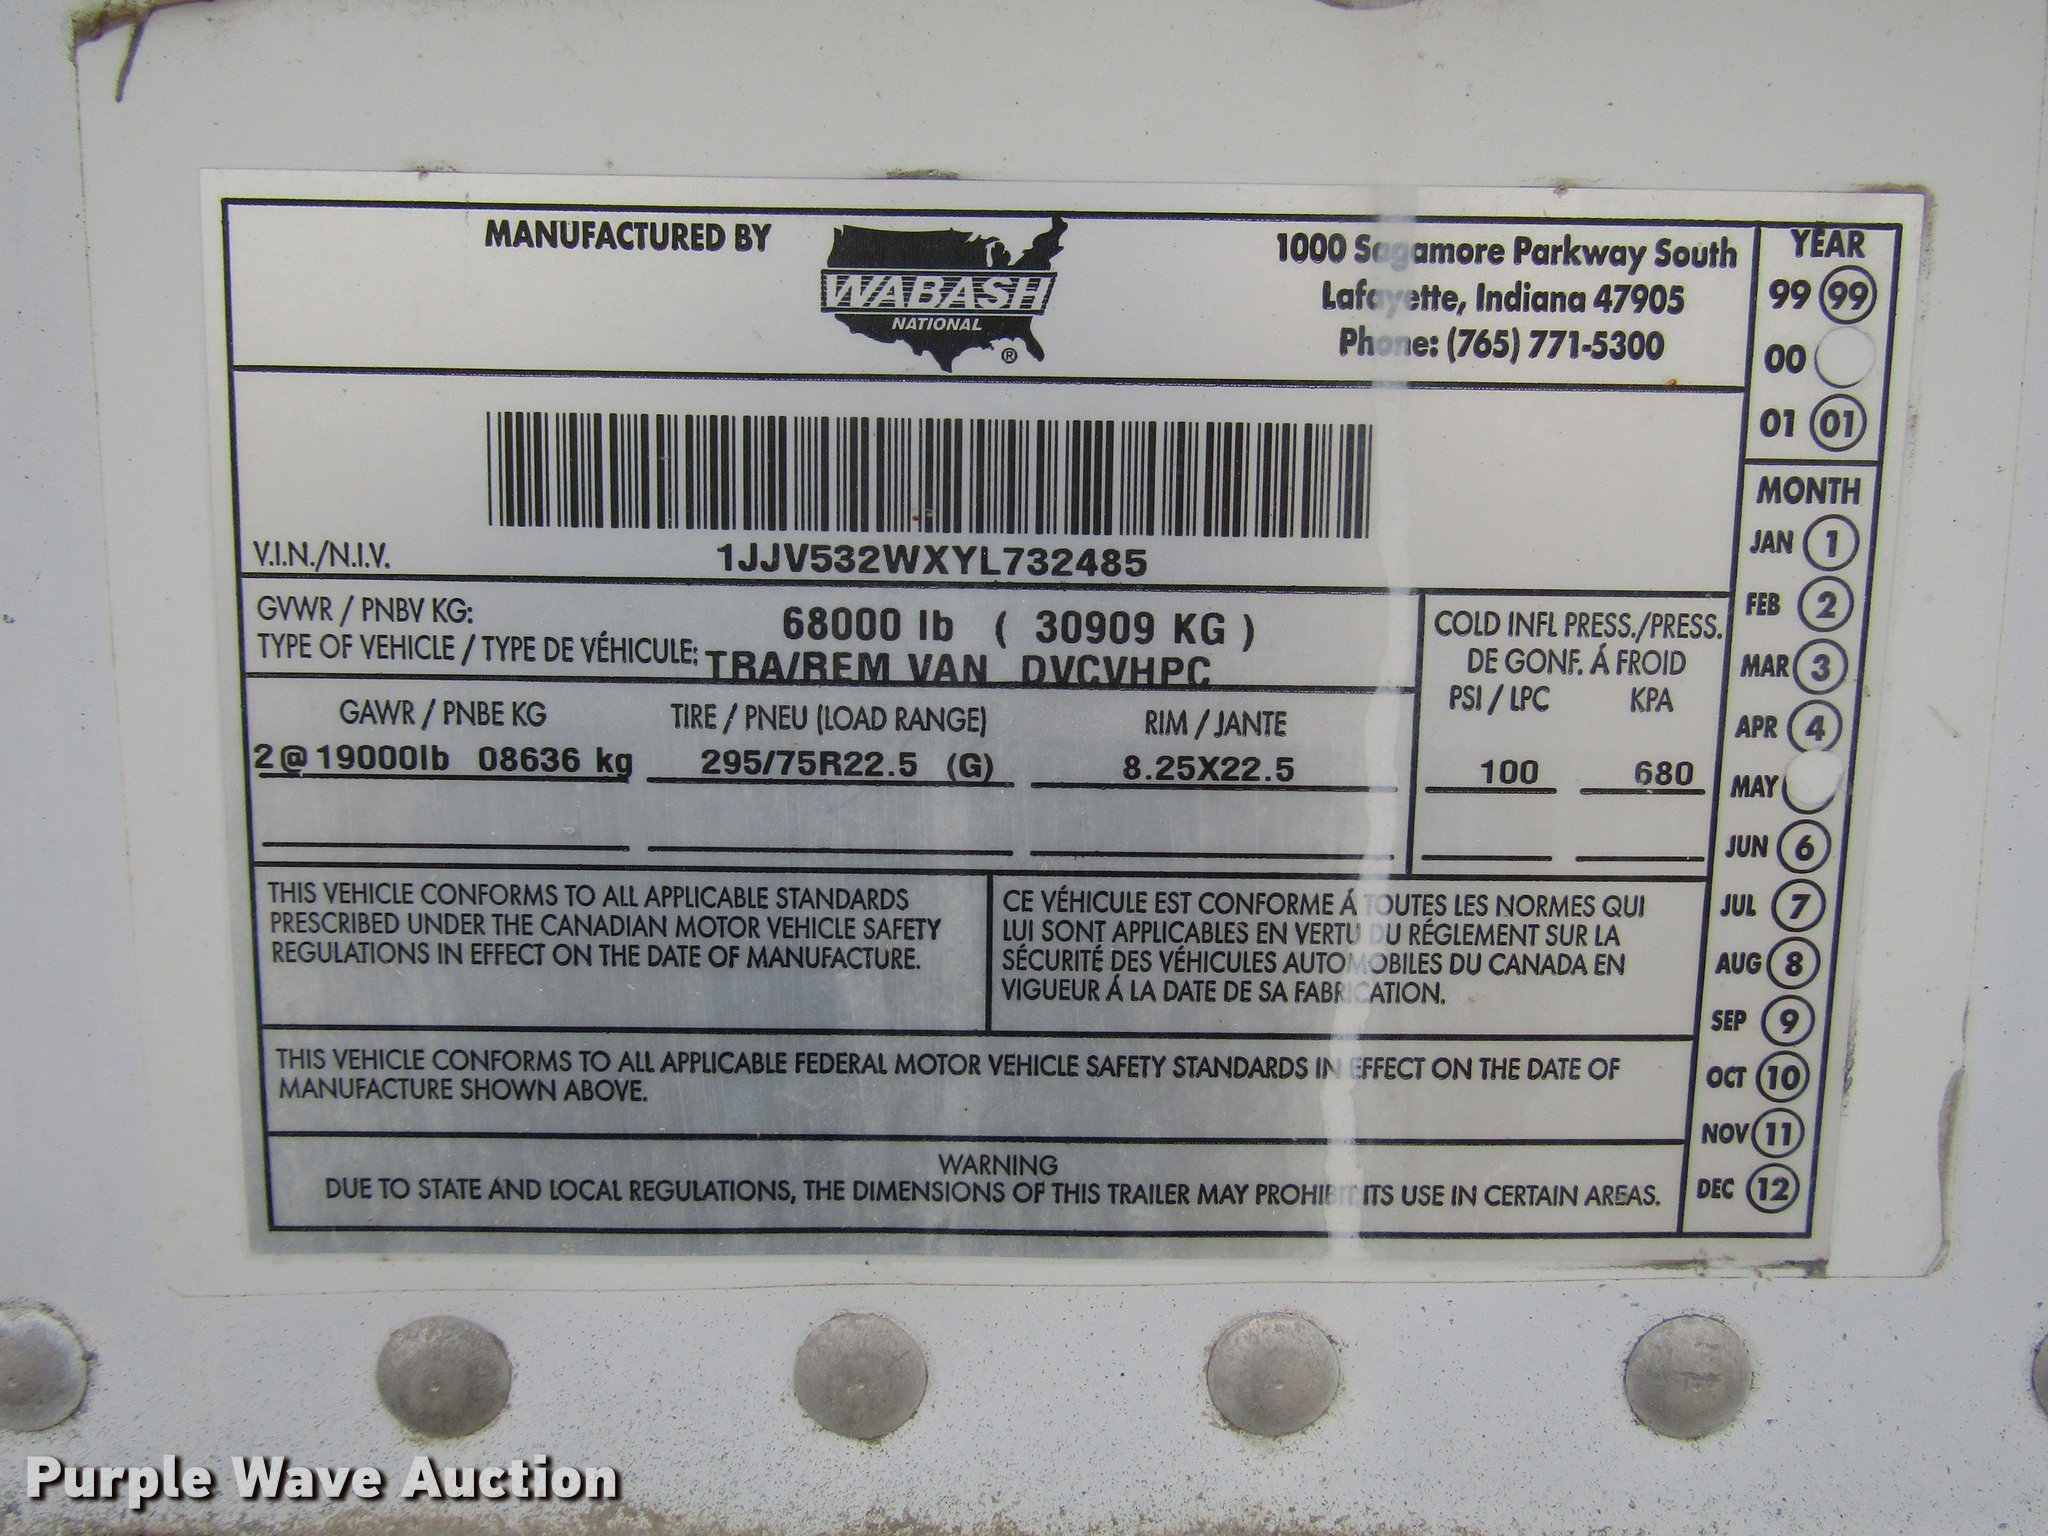 MANUFACTURED BY
WABASH
NATIONAL
®
1000 Sagamore Parkway South
Lafayette, Indiana 47905
Phone: (765) 771-5300
V.I.N./N.I.V. 1JJV532WXYL732485
GVWR / PNBV KG: 68000 lb ( 30909 KG )
TYPE OF VEHICLE / TYPE DE VÉHICULE: TRA/REM VAN DVCVHPC
COLD INFL PRESS./PRESS.
DE GONF. Á FROID
PSI / LPC KPA
100 680
GAWR / PNBE KG TIRE / PNEU (LOAD RANGE) RIM / JANTE
2@19000lb 08636 kg 295/75R22.5 (G) 8.25X22.5
THIS VEHICLE CONFORMS TO ALL APPLICABLE STANDARDS
PRESCRIBED UNDER THE CANADIAN MOTOR VEHICLE SAFETY
REGULATIONS IN EFFECT ON THE DATE OF MANUFACTURE.
CE VÉHICULE EST CONFORME Á TOUTES LES NORMES QUI
LUI SONT APPLICABLES EN VERTU DU RÉGLEMENT SUR LA
SÉCURITÉ DES VÉHICULES AUTOMOBILES DU CANADA EN
VIGUEUR Á LA DATE DE SA FABRICATION.
THIS VEHICLE CONFORMS TO ALL APPLICABLE FEDERAL MOTOR VEHICLE SAFETY STANDARDS IN EFFECT ON THE DATE OF
MANUFACTURE SHOWN ABOVE.
WARNING
DUE TO STATE AND LOCAL REGULATIONS, THE DIMENSIONS OF THIS TRAILER MAY PROHIBIT ITS USE IN CERTAIN AREAS.
YEAR
99 99
00
01 01
MONTH
JAN 1
FEB 2
MAR 3
APR 4
MAY
JUN 6
JUL 7
AUG 8
SEP 9
OCT 10
NOV 11
DEC 12
Purple Wave Auction